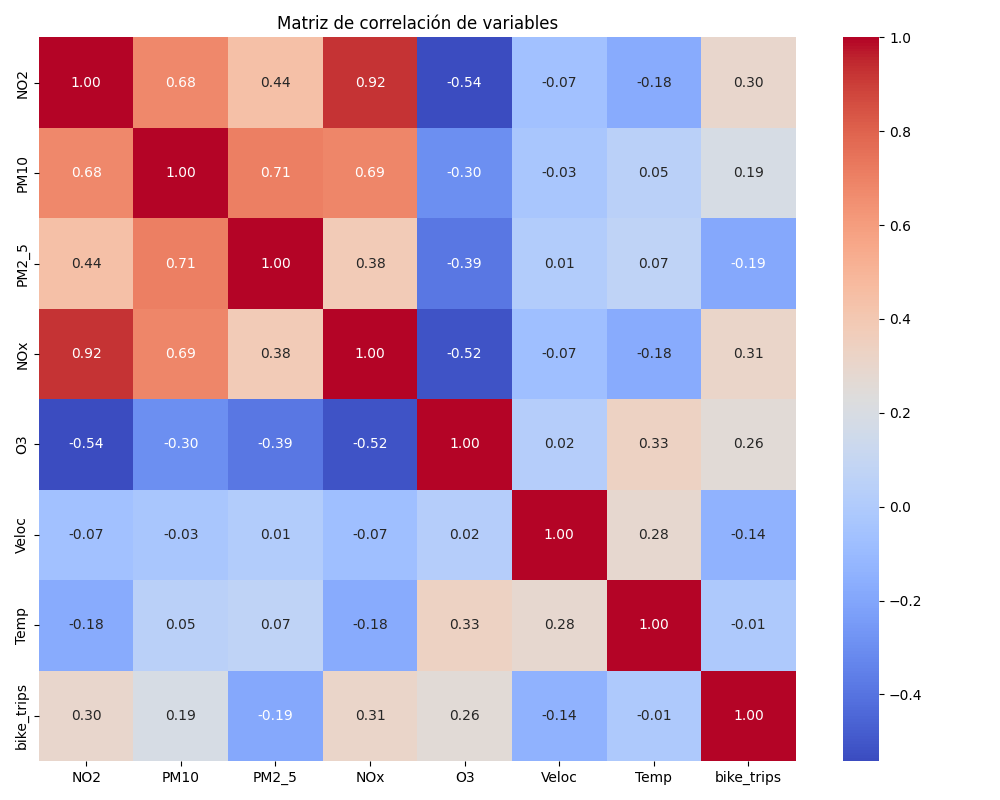 Matriz de correlación de variables
NO2 1.00 0.68 0.44 0.92 -0.54 -0.07 -0.18 0.30
PM10 0.68 1.00 0.71 0.69 -0.30 -0.03 0.05 0.19
PM2_5 0.44 0.71 1.00 0.38 -0.39 0.01 0.07 -0.19
NOx 0.92 0.69 0.38 1.00 -0.52 -0.07 -0.18 0.31
O3 -0.54 -0.30 -0.39 -0.52 1.00 0.02 0.33 0.26
Veloc -0.07 -0.03 0.01 -0.07 0.02 1.00 0.28 -0.14
Temp -0.18 0.05 0.07 -0.18 0.33 0.28 1.00 -0.01
bike_trips 0.30 0.19 -0.19 0.31 0.26 -0.14 -0.01 1.00
NO2 PM10 PM2_5 NOx O3 Veloc Temp bike_trips
1.0
0.8
0.6
0.4
0.2
0.0
−0.2
−0.4